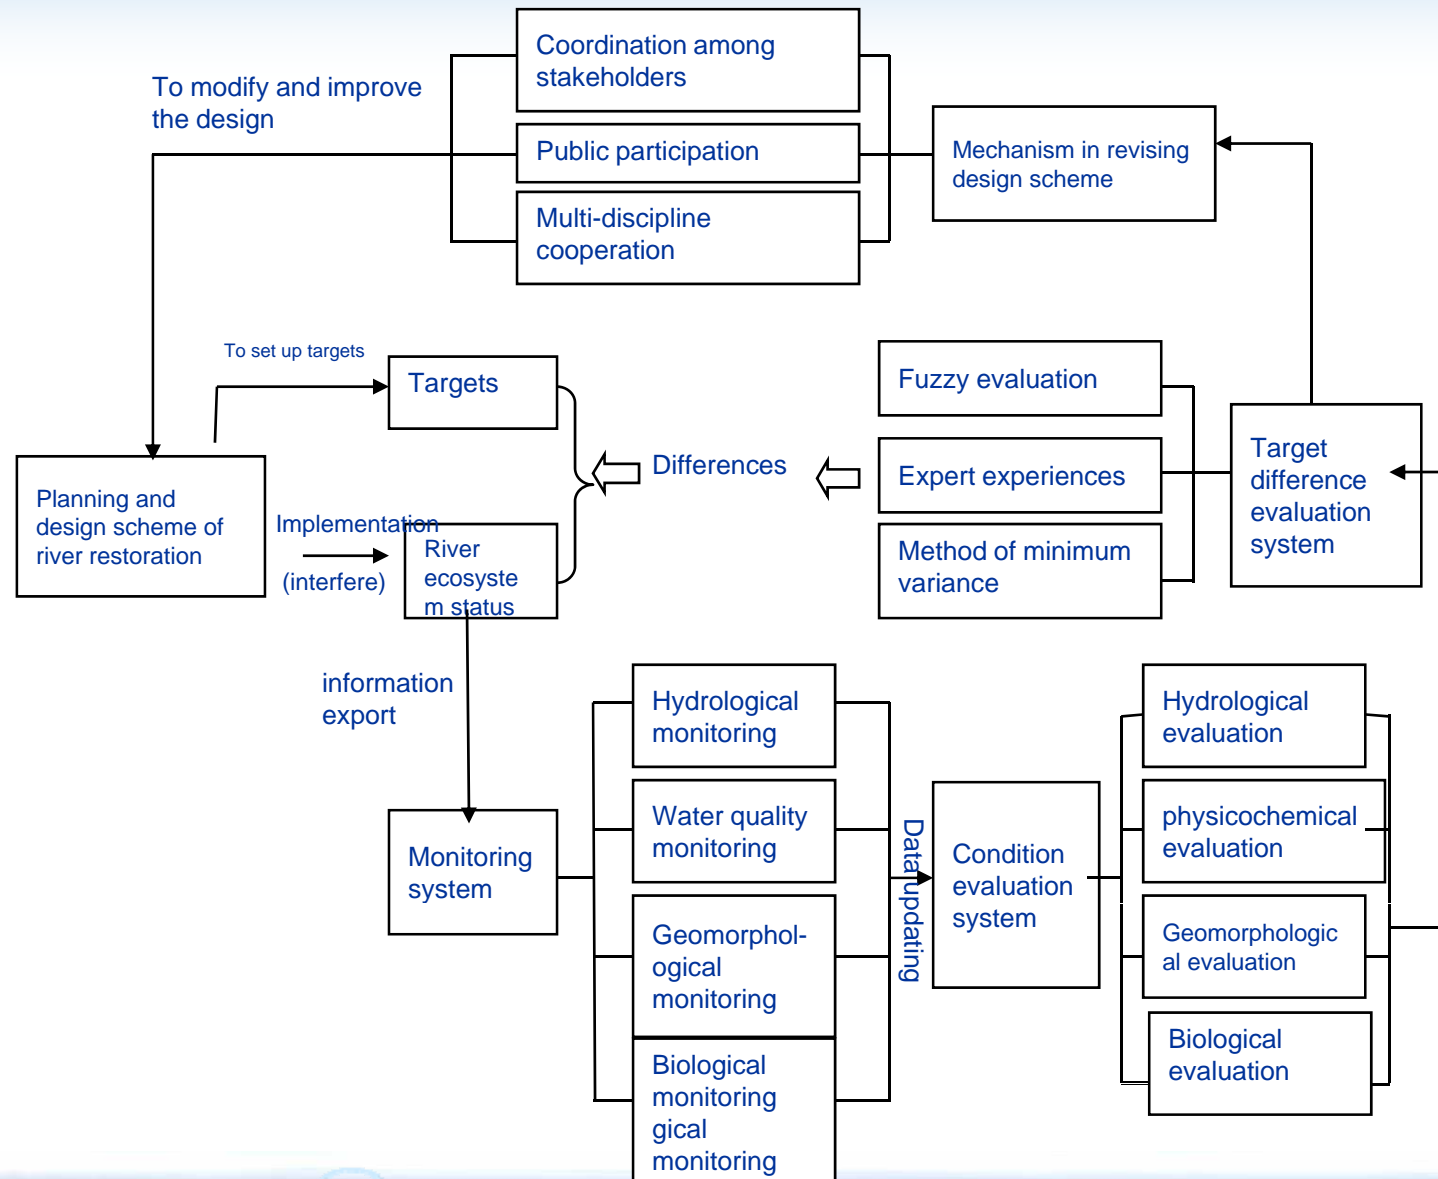 Coordination among
stakeholders
To modify and improve
the design
Public participation
Mechanism in revising
design scheme
Multi-discipline
cooperation
To set up targets
Targets
Fuzzy evaluation
Differences
Expert experiences
Target
difference
evaluation
system
Planning and
design scheme of
river restoration
Implementation
(interfere)
River
ecosyste
m status
Method of minimum
variance
information
export
Hydrological
monitoring
Hydrological
evaluation
Water quality
monitoring
physicochemical
evaluation
Monitoring
system
Data updating
Condition
evaluation
system
Geomorphol-
ogical
monitoring
Geomorphologic
al evaluation
Biological
monitoring
gical
monitoring
Biological
evaluation